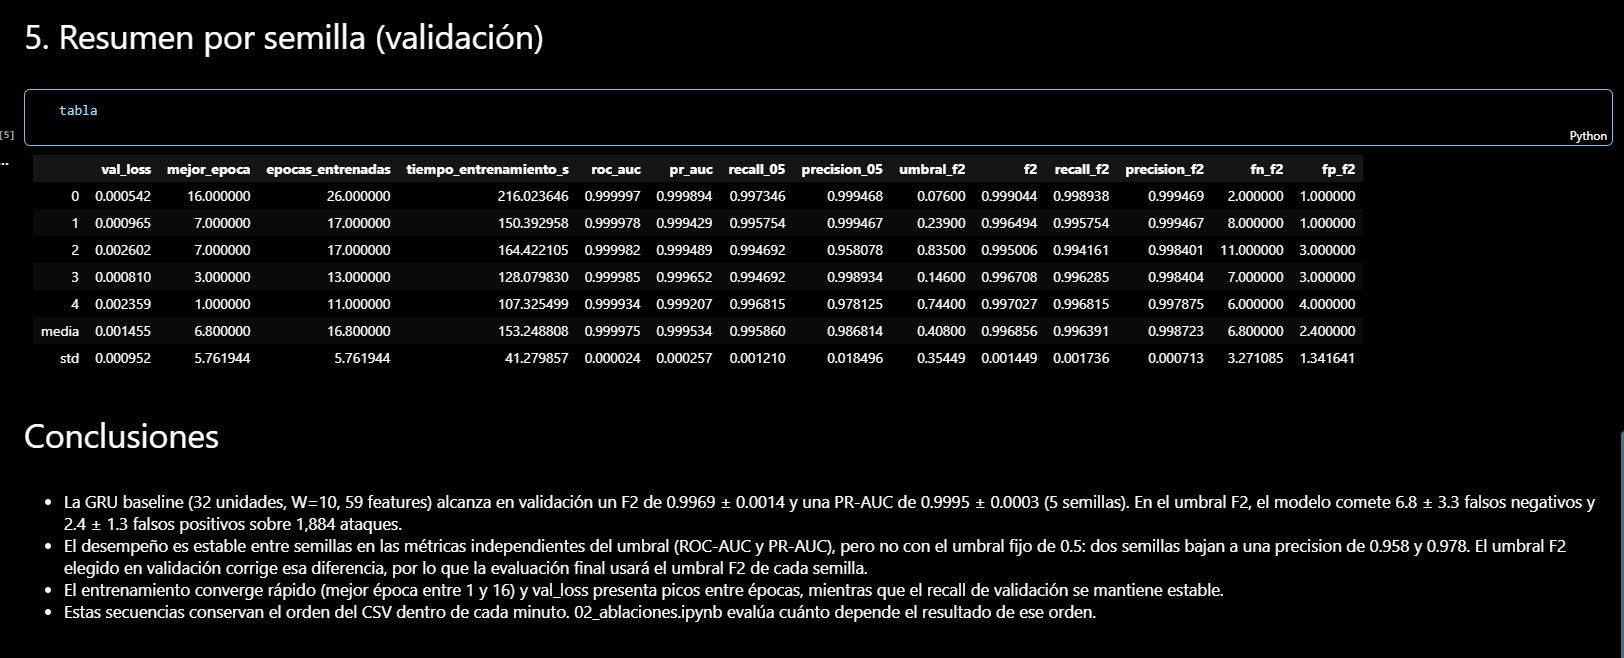 5. Resumen por semilla (validación)
tabla
[5]
Python
...
val_loss mejor_epoca epocas_entrenadas tiempo_entrenamiento_s roc_auc pr_auc recall_05 precision_05 umbral_f2 f2 recall_f2 precision_f2 fn_f2 fp_f2
0 0.000542 16.000000 26.000000 216.023646 0.999997 0.999894 0.997346 0.999468 0.07600 0.999044 0.998938 0.999469 2.000000 1.000000
1 0.000965 7.000000 17.000000 150.392958 0.999978 0.999429 0.995754 0.999467 0.23900 0.996494 0.995754 0.999467 8.000000 1.000000
2 0.002602 7.000000 17.000000 164.422105 0.999982 0.999489 0.994692 0.958078 0.83500 0.995006 0.994161 0.998401 11.000000 3.000000
3 0.000810 3.000000 13.000000 128.079830 0.999985 0.999652 0.994692 0.998934 0.14600 0.996708 0.996285 0.998404 7.000000 3.000000
4 0.002359 1.000000 11.000000 107.325499 0.999934 0.999207 0.996815 0.978125 0.74400 0.997027 0.996815 0.997875 6.000000 4.000000
media 0.001455 6.800000 16.800000 153.248808 0.999975 0.999534 0.995860 0.986814 0.40800 0.996856 0.996391 0.998723 6.800000 2.400000
std 0.000952 5.761944 5.761944 41.279857 0.000024 0.000257 0.001210 0.018496 0.35449 0.001449 0.001736 0.000713 3.271085 1.341641
Conclusiones
• La GRU baseline (32 unidades, W=10, 59 features) alcanza en validación un F2 de 0.9969 ± 0.0014 y una PR-AUC de 0.9995 ± 0.0003 (5 semillas). En el umbral F2, el modelo comete 6.8 ± 3.3 falsos negativos y
2.4 ± 1.3 falsos positivos sobre 1,884 ataques.
• El desempeño es estable entre semillas en las métricas independientes del umbral (ROC-AUC y PR-AUC), pero no con el umbral fijo de 0.5: dos semillas bajan a una precision de 0.958 y 0.978. El umbral F2
elegido en validación corrige esa diferencia, por lo que la evaluación final usará el umbral F2 de cada semilla.
• El entrenamiento converge rápido (mejor época entre 1 y 16) y val_loss presenta picos entre épocas, mientras que el recall de validación se mantiene estable.
• Estas secuencias conservan el orden del CSV dentro de cada minuto. 02_ablaciones.ipynb evalúa cuánto depende el resultado de ese orden.